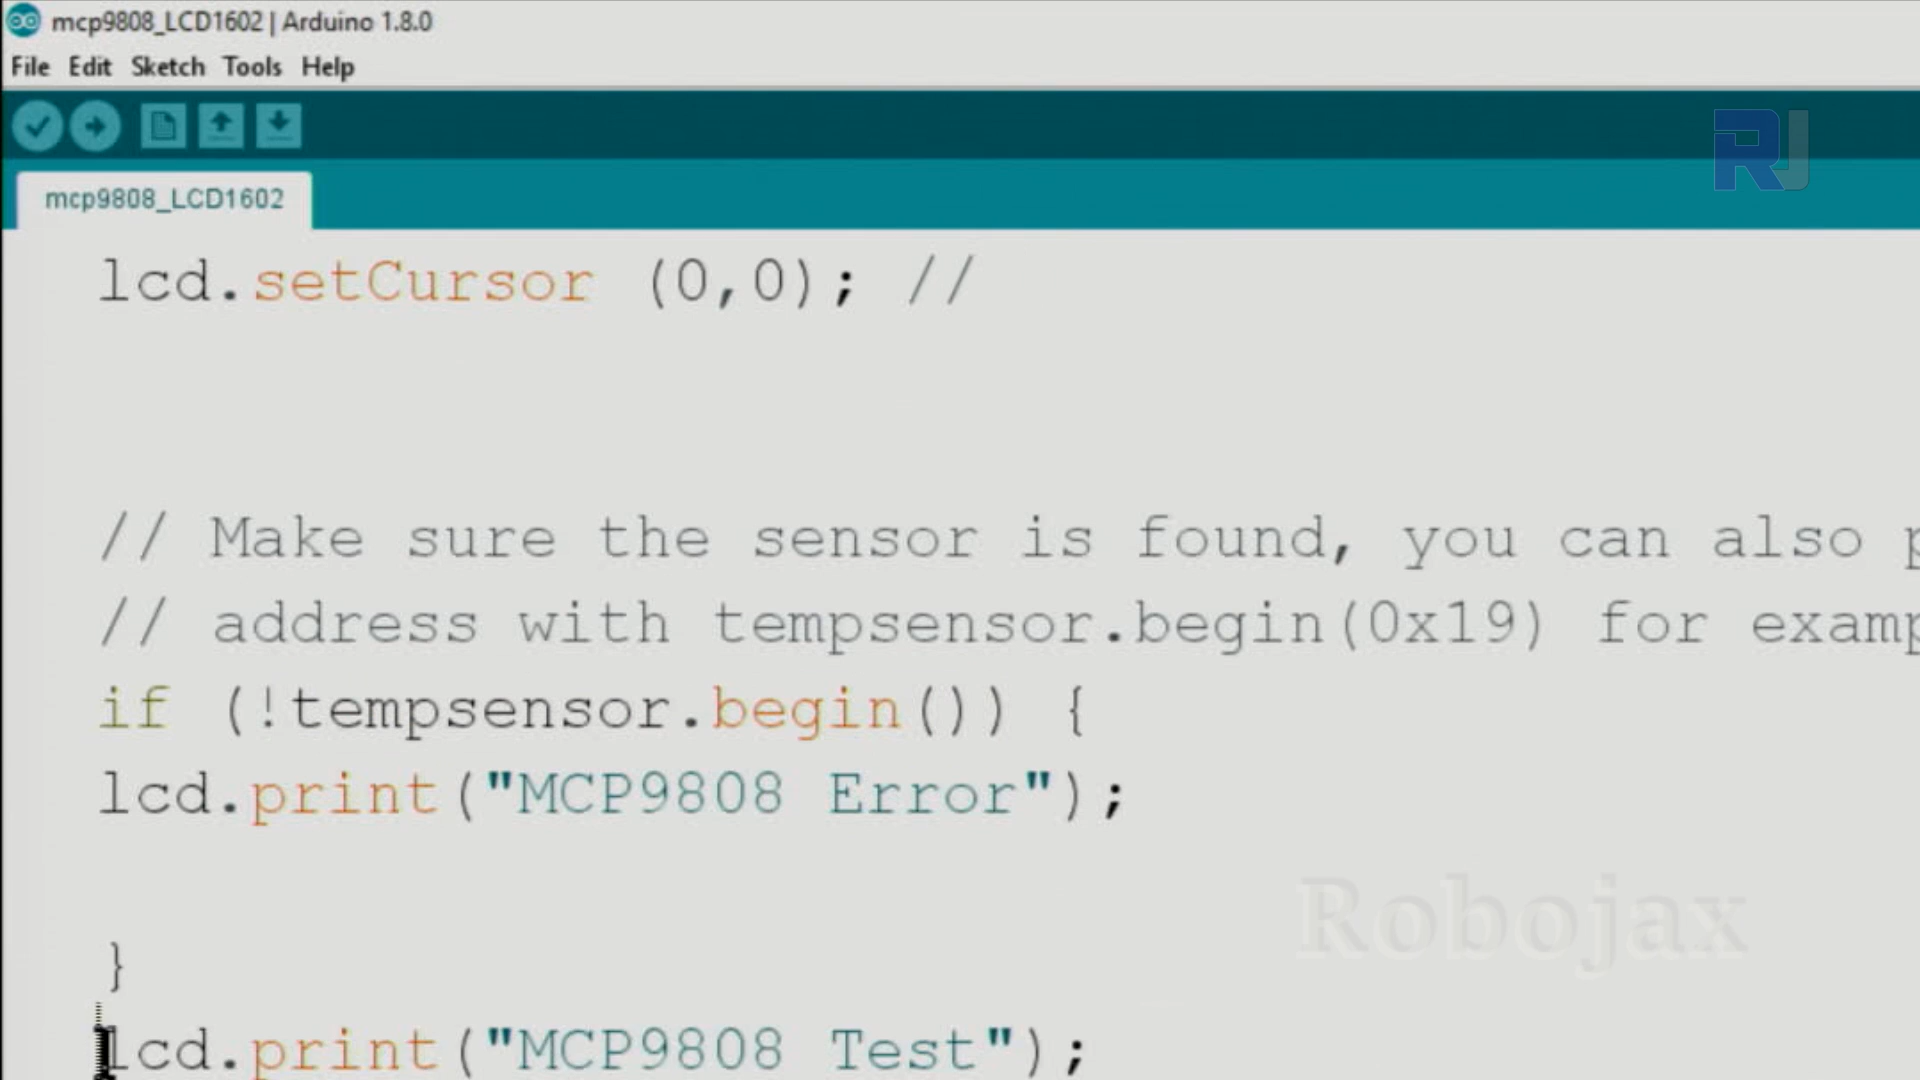 mcp9808_LCD1602 | Arduino 1.8.0
File Edit Sketch Tools Help
RJ
mcp9808_LCD1602
lcd.setCursor (0,0); //
// Make sure the sensor is found, you can also
// address with tempsensor.begin(0x19) for
if (!tempsensor.begin()) {
lcd.print("MCP9808 Error");
Robojax
}
lcd.print("MCP9808 Test");